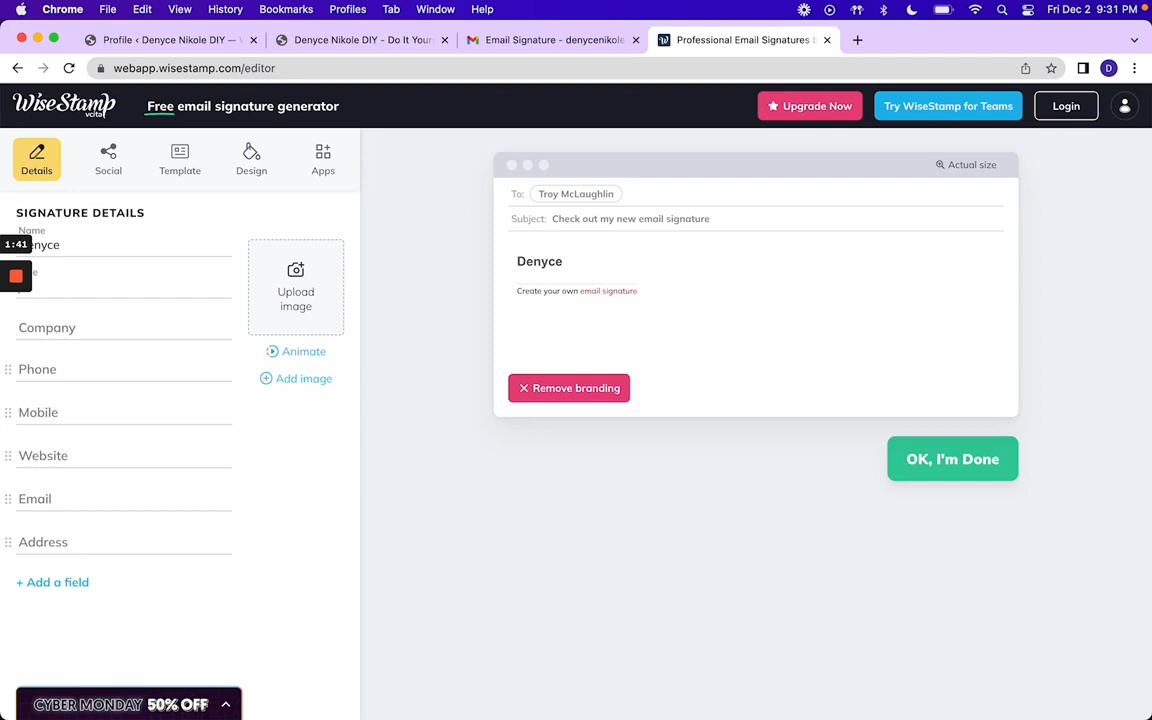 Chrome File Edit View History Bookmarks Profiles Tab Window Help Fri Dec 2 9:31 PM
Profile ‹ Denyce Nikole DIY — Denyce Nikole DIY - Do It Your Email Signature - denycenikole Professional Email Signatures
webapp.wisestamp.com/editor D
WiseStamp vcita Free email signature generator Upgrade Now Try WiseStamp for Teams Login
Details Social Template Design Apps
SIGNATURE DETAILS
Name
1:41
enyce
e
Company
Phone
Mobile
Website
Email
Address
+ Add a field
Upload
image
Animate
Add image
CYBER MONDAY 50% OFF
Actual size
To: Troy McLaughlin
Subject: Check out my new email signature
Denyce
Create your own email signature
Remove branding
OK, I'm Done